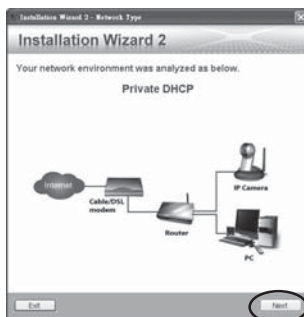 Installation Wizard 2 - Network Type
Installation Wizard 2
Your network environment was analyzed as below.
Private DHCP
Internet
Cable/DSL
modem
Router
IP Camera
PC
Exit
Next